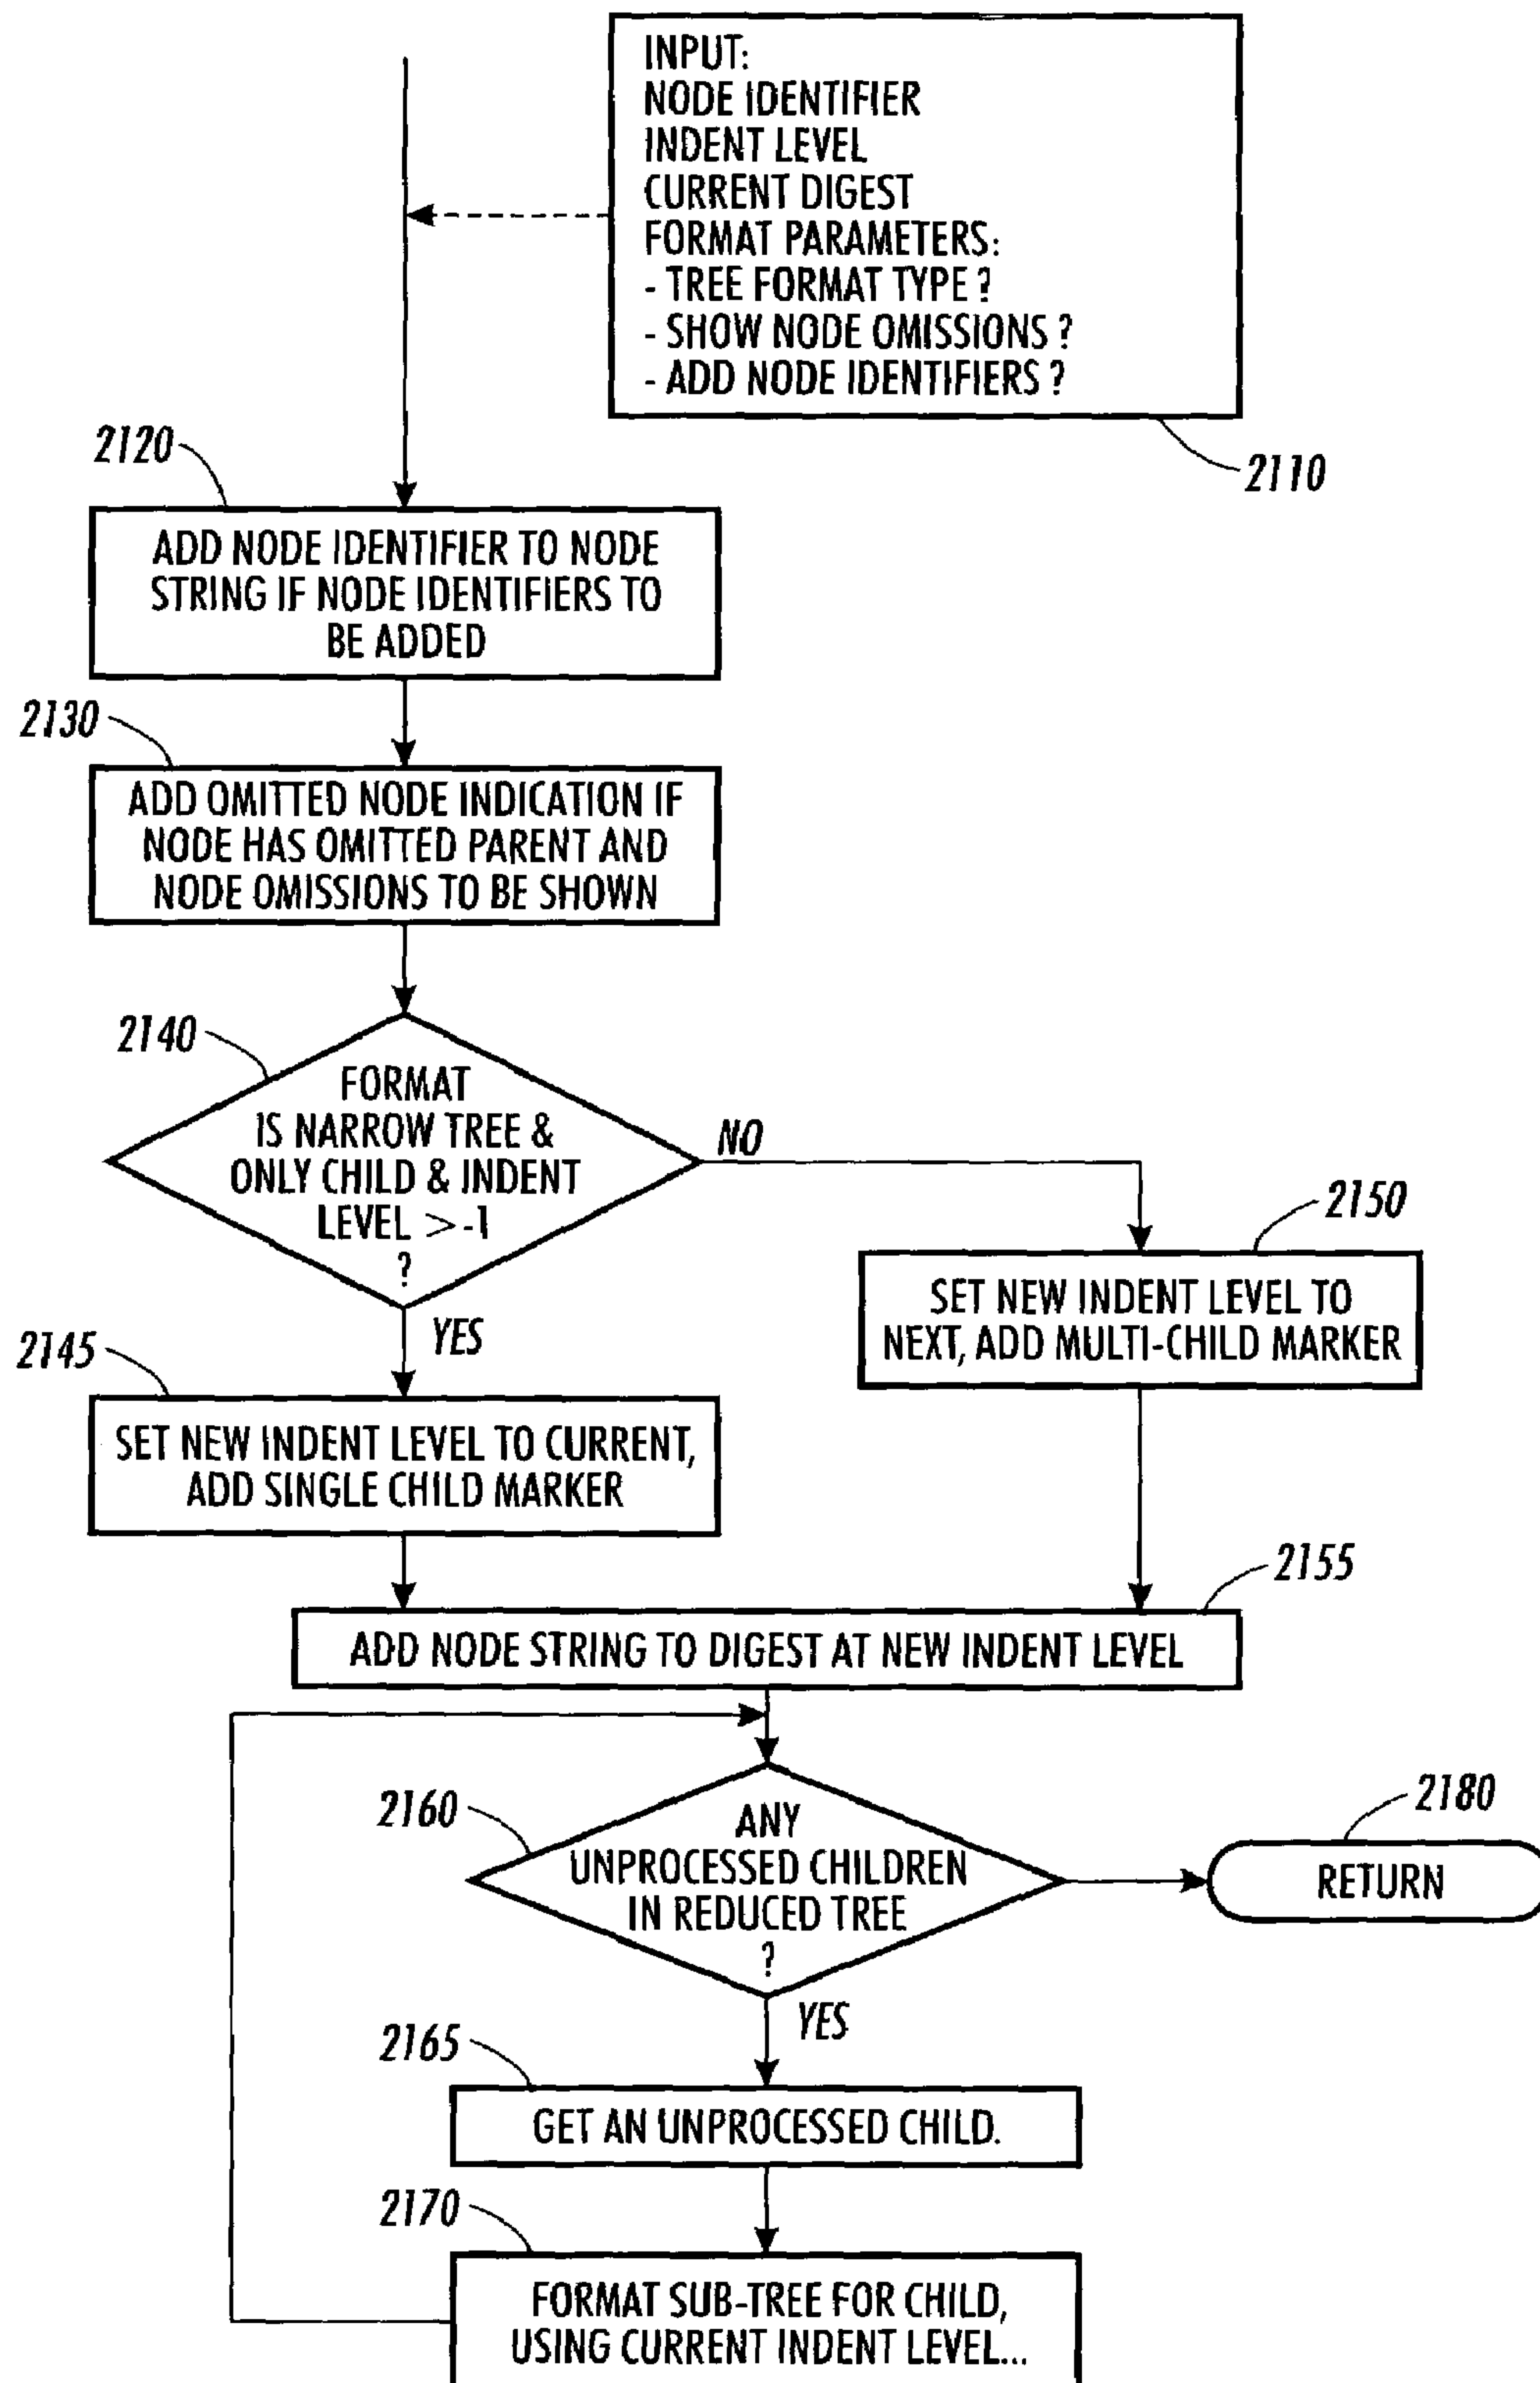 INPUT:
NODE IDENTIFIER
INDENT LEVEL
CURRENT DIGEST
FORMAT PARAMETERS:
- TREE FORMAT TYPE ?
- SHOW NODE OMISSIONS ?
- ADD NODE IDENTIFIERS ?
2110
2120
ADD NODE IDENTIFIER TO NODE
STRING IF NODE IDENTIFIERS TO
BE ADDED
2130
ADD OMITTED NODE INDICATION IF
NODE HAS OMITTED PARENT AND
NODE OMISSIONS TO BE SHOWN
2140
FORMAT
IS NARROW TREE &
ONLY CHILD & INDENT
LEVEL > -1
?
NO
YES
2150
SET NEW INDENT LEVEL TO
NEXT, ADD MULTI-CHILD MARKER
2145
SET NEW INDENT LEVEL TO CURRENT,
ADD SINGLE CHILD MARKER
2155
ADD NODE STRING TO DIGEST AT NEW INDENT LEVEL
2160
ANY
UNPROCESSED CHILDREN
IN REDUCED TREE
?
2180
RETURN
YES
2165
GET AN UNPROCESSED CHILD.
2170
FORMAT SUB-TREE FOR CHILD,
USING CURRENT INDENT LEVEL...